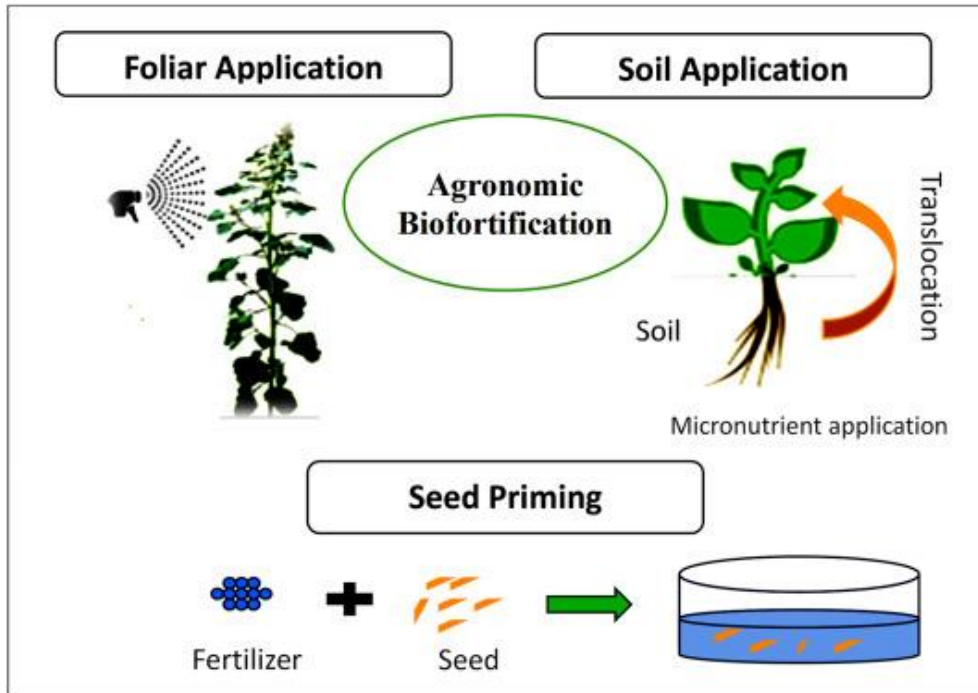 Foliar Application
Soil Application
Agronomic
Biofortification
Translocation
Soil
Micronutrient application
Seed Priming
Fertilizer
Seed